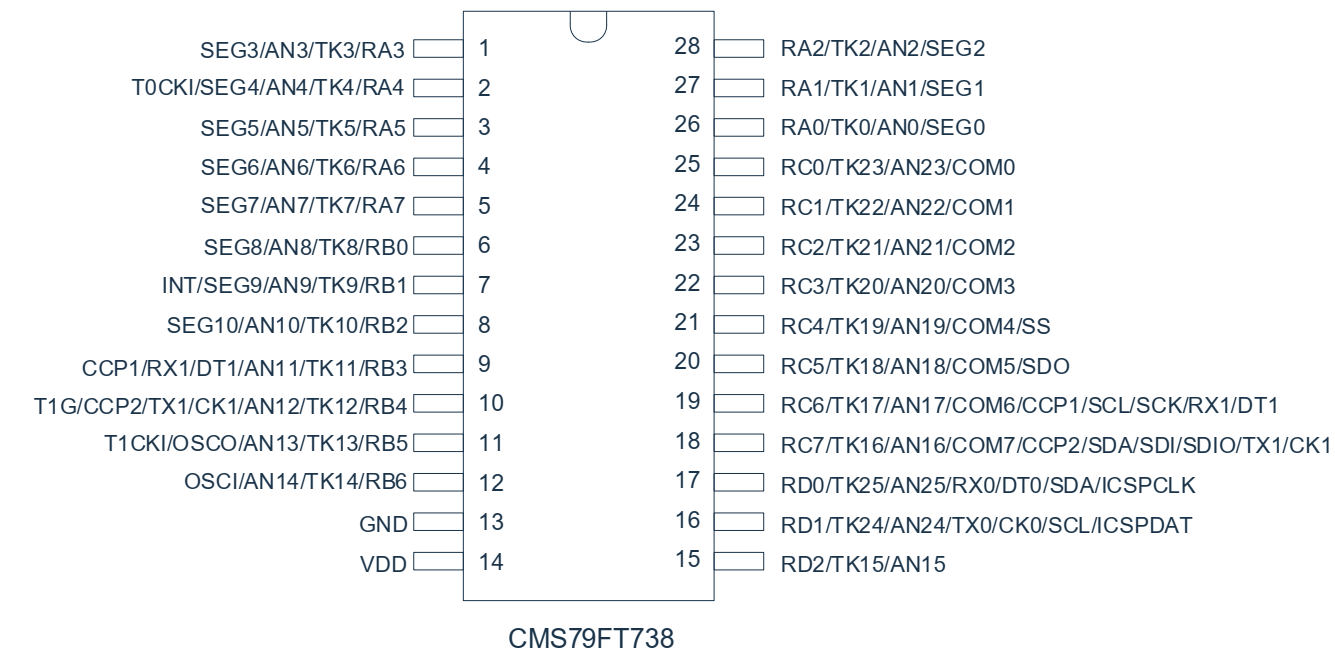 SEG3/AN3/TK3/RA3 1 28 RA2/TK2/AN2/SEG2
T0CKI/SEG4/AN4/TK4/RA4 2 27 RA1/TK1/AN1/SEG1
SEG5/AN5/TK5/RA5 3 26 RA0/TK0/AN0/SEG0
SEG6/AN6/TK6/RA6 4 25 RC0/TK23/AN23/COM0
SEG7/AN7/TK7/RA7 5 24 RC1/TK22/AN22/COM1
SEG8/AN8/TK8/RB0 6 23 RC2/TK21/AN21/COM2
INT/SEG9/AN9/TK9/RB1 7 22 RC3/TK20/AN20/COM3
SEG10/AN10/TK10/RB2 8 21 RC4/TK19/AN19/COM4/SS
CCP1/RX1/DT1/AN11/TK11/RB3 9 20 RC5/TK18/AN18/COM5/SDO
T1G/CCP2/TX1/CK1/AN12/TK12/RB4 10 19 RC6/TK17/AN17/COM6/CCP1/SCL/SCK/RX1/DT1
T1CKI/OSCO/AN13/TK13/RB5 11 18 RC7/TK16/AN16/COM7/CCP2/SDA/SDI/SDIO/TX1/CK1
OSCI/AN14/TK14/RB6 12 17 RD0/TK25/AN25/RX0/DT0/SDA/ICSPCLK
GND 13 16 RD1/TK24/AN24/TX0/CK0/SCL/ICSPDAT
VDD 14 15 RD2/TK15/AN15
CMS79FT738